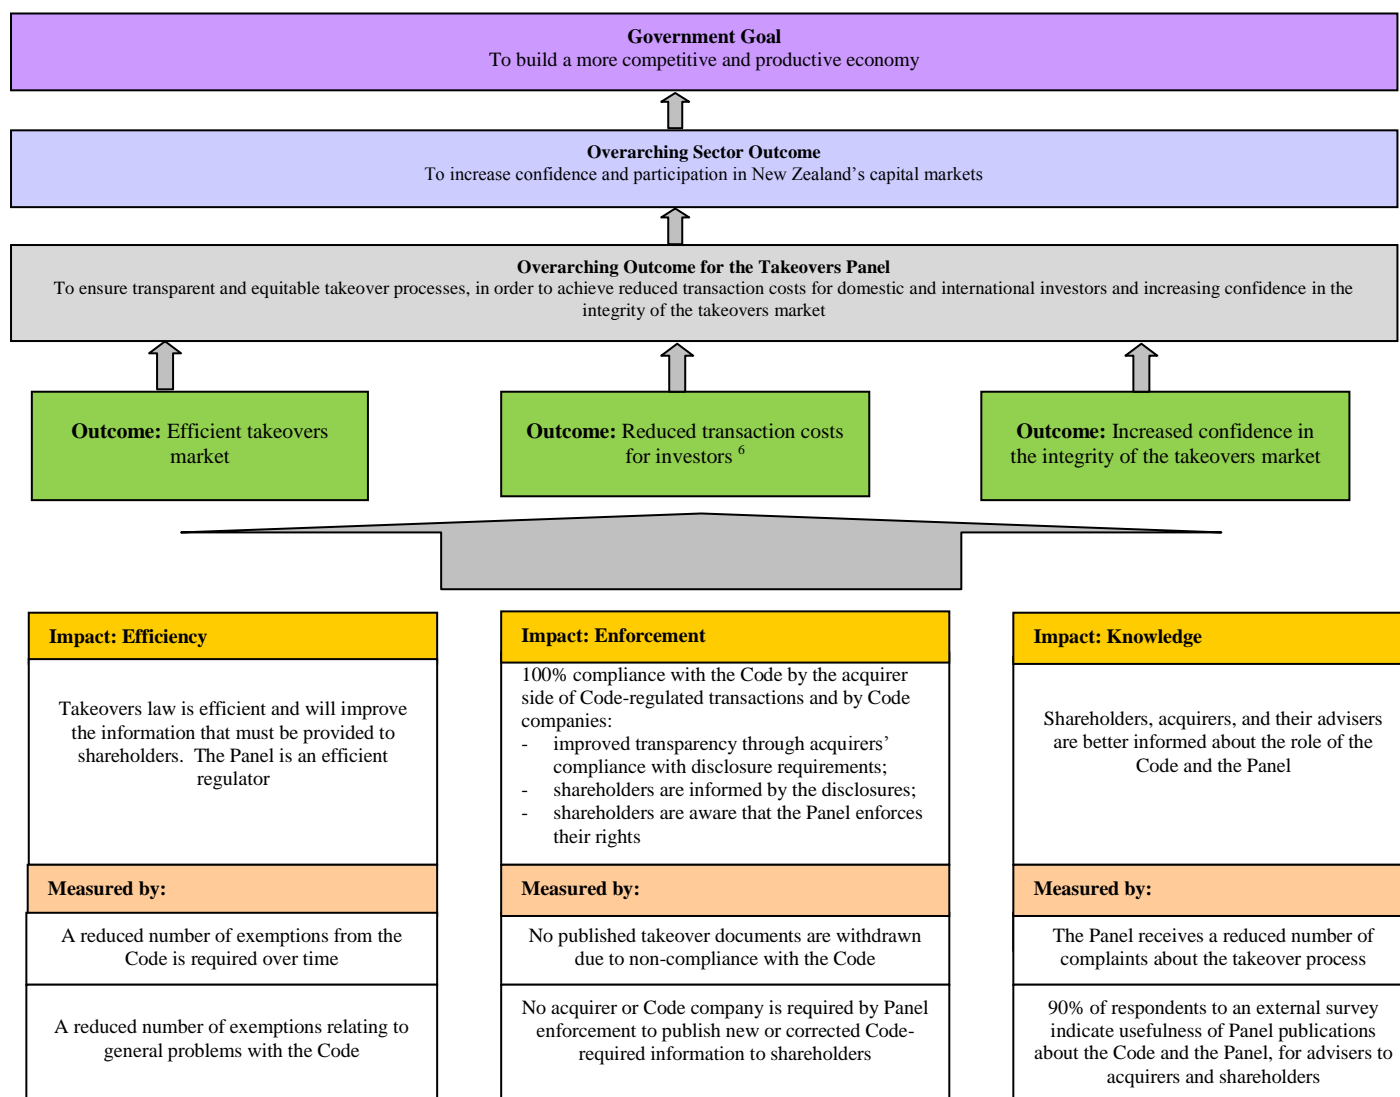 Government Goal
To build a more competitive and productive economy
Overarching Sector Outcome
To increase confidence and participation in New Zealand's capital markets
Overarching Outcome for the Takeovers Panel
To ensure transparent and equitable takeover processes, in order to achieve reduced transaction costs for domestic and international investors and increasing confidence in the
integrity of the takeovers market
Outcome: Efficient takeovers
market
Outcome: Reduced transaction costs
for investors 6
Outcome: Increased confidence in
the integrity of the takeovers market
Impact: Efficiency
Takeovers law is efficient and will improve
the information that must be provided to
shareholders. The Panel is an efficient
regulator
Measured by:
A reduced number of exemptions from the
Code is required over time
A reduced number of exemptions relating to
general problems with the Code
Impact: Enforcement
100% compliance with the Code by the acquirer
side of Code-regulated transactions and by Code
companies:
- improved transparency through acquirers'
compliance with disclosure requirements;
- shareholders are informed by the disclosures;
- shareholders are aware that the Panel enforces
their rights
Measured by:
No published takeover documents are withdrawn
due to non-compliance with the Code
No acquirer or Code company is required by Panel
enforcement to publish new or corrected Code-
required information to shareholders
Impact: Knowledge
Shareholders, acquirers, and their advisers
are better informed about the role of the
Code and the Panel
Measured by:
The Panel receives a reduced number of
complaints about the takeover process
90% of respondents to an external survey
indicate usefulness of Panel publications
about the Code and the Panel, for advisers to
acquirers and shareholders